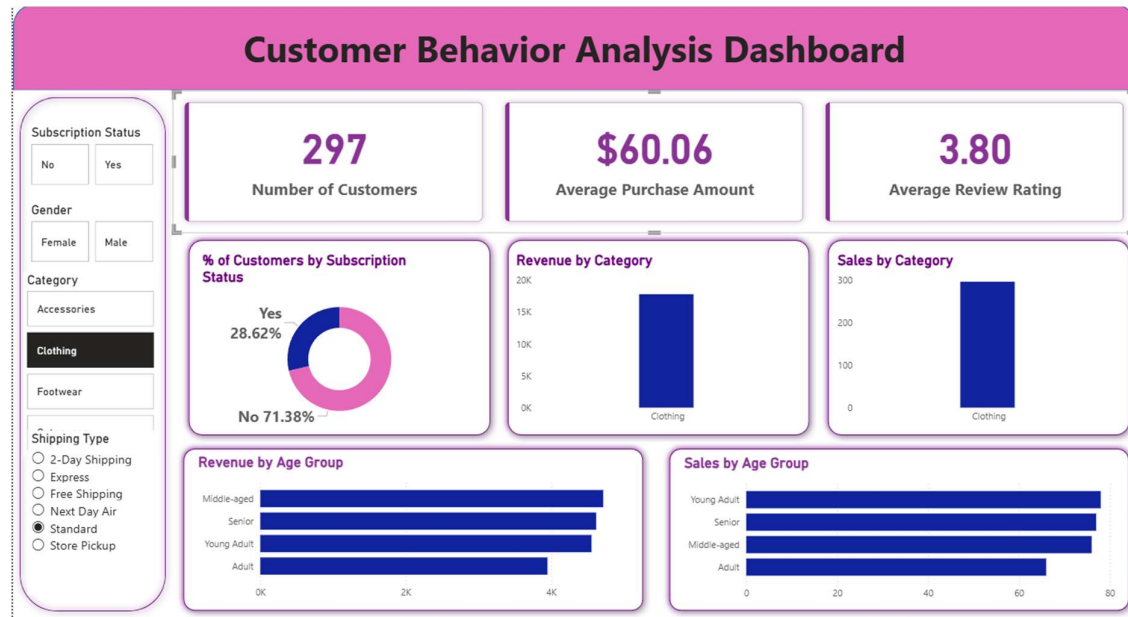 Customer Behavior Analysis Dashboard
Subscription Status
No Yes
Gender
Female Male
Category
Accessories
Clothing
Footwear
Shipping Type
2-Day Shipping
Express
Free Shipping
Next Day Air
Standard
Store Pickup
297
Number of Customers
$60.06
Average Purchase Amount
3.80
Average Review Rating
% of Customers by Subscription
Status
Yes
28.62%
No 71.38%
Revenue by Category
20K
15K
10K
5K
0K
Clothing
Sales by Category
300
200
100
0
Clothing
Revenue by Age Group
Middle-aged
Senior
Young Adult
Adult
0K 2K 4K
Sales by Age Group
Young Adult
Senior
Middle-aged
Adult
0 20 40 60 80